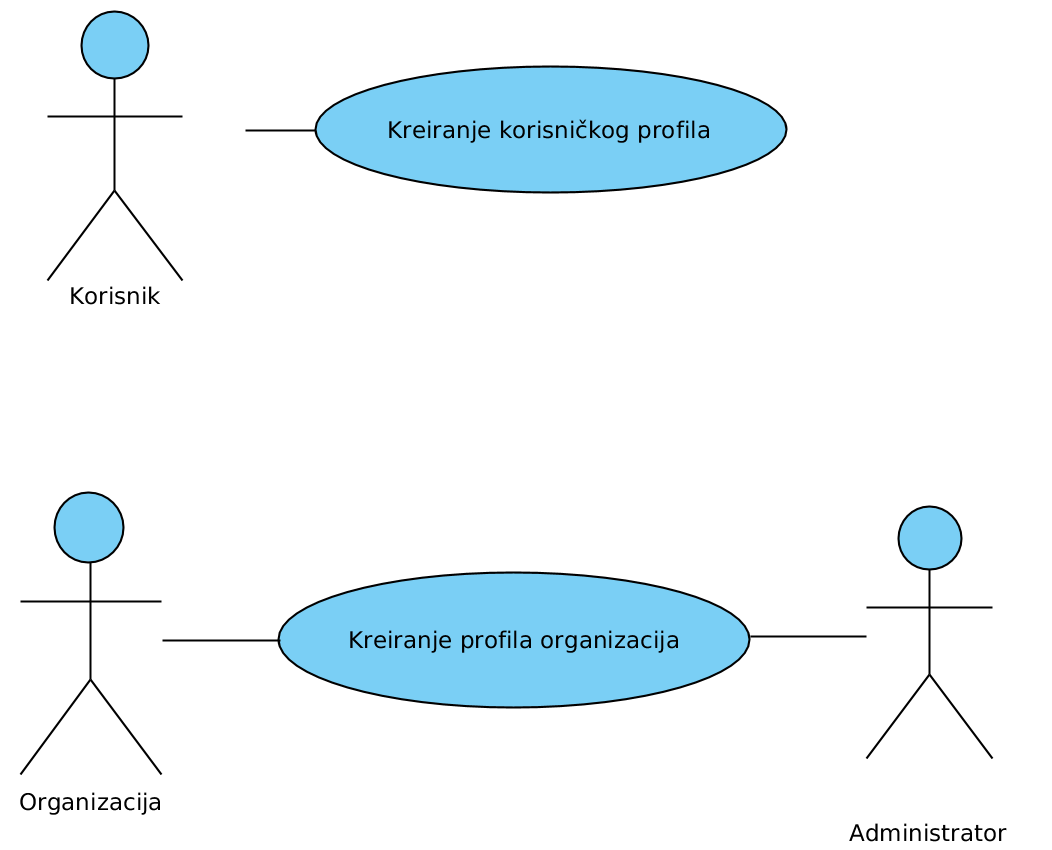 Kreiranje korisničkog profila
Korisnik
Kreiranje profila organizacija
Organizacija
Administrator